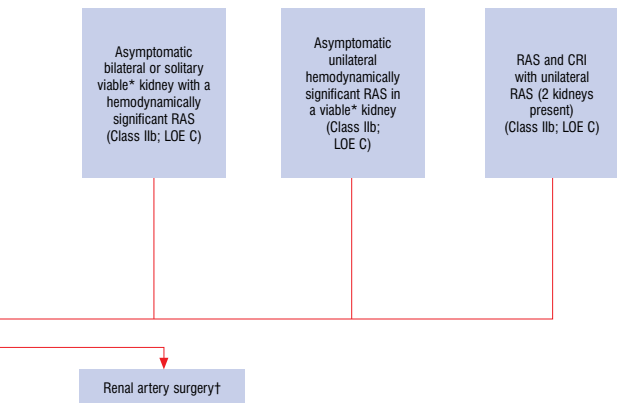 Asymptomatic
bilateral or solitary
viable* kidney with a
hemodynamically
significant RAS
(Class IIb; LOE C)
Asymptomatic
unilateral
hemodynamically
significant RAS in
a viable* kidney
(Class IIb;
LOE C)
RAS and CRI
with unilateral
RAS (2 kidneys
present)
(Class IIb; LOE C)
Renal artery surgery†